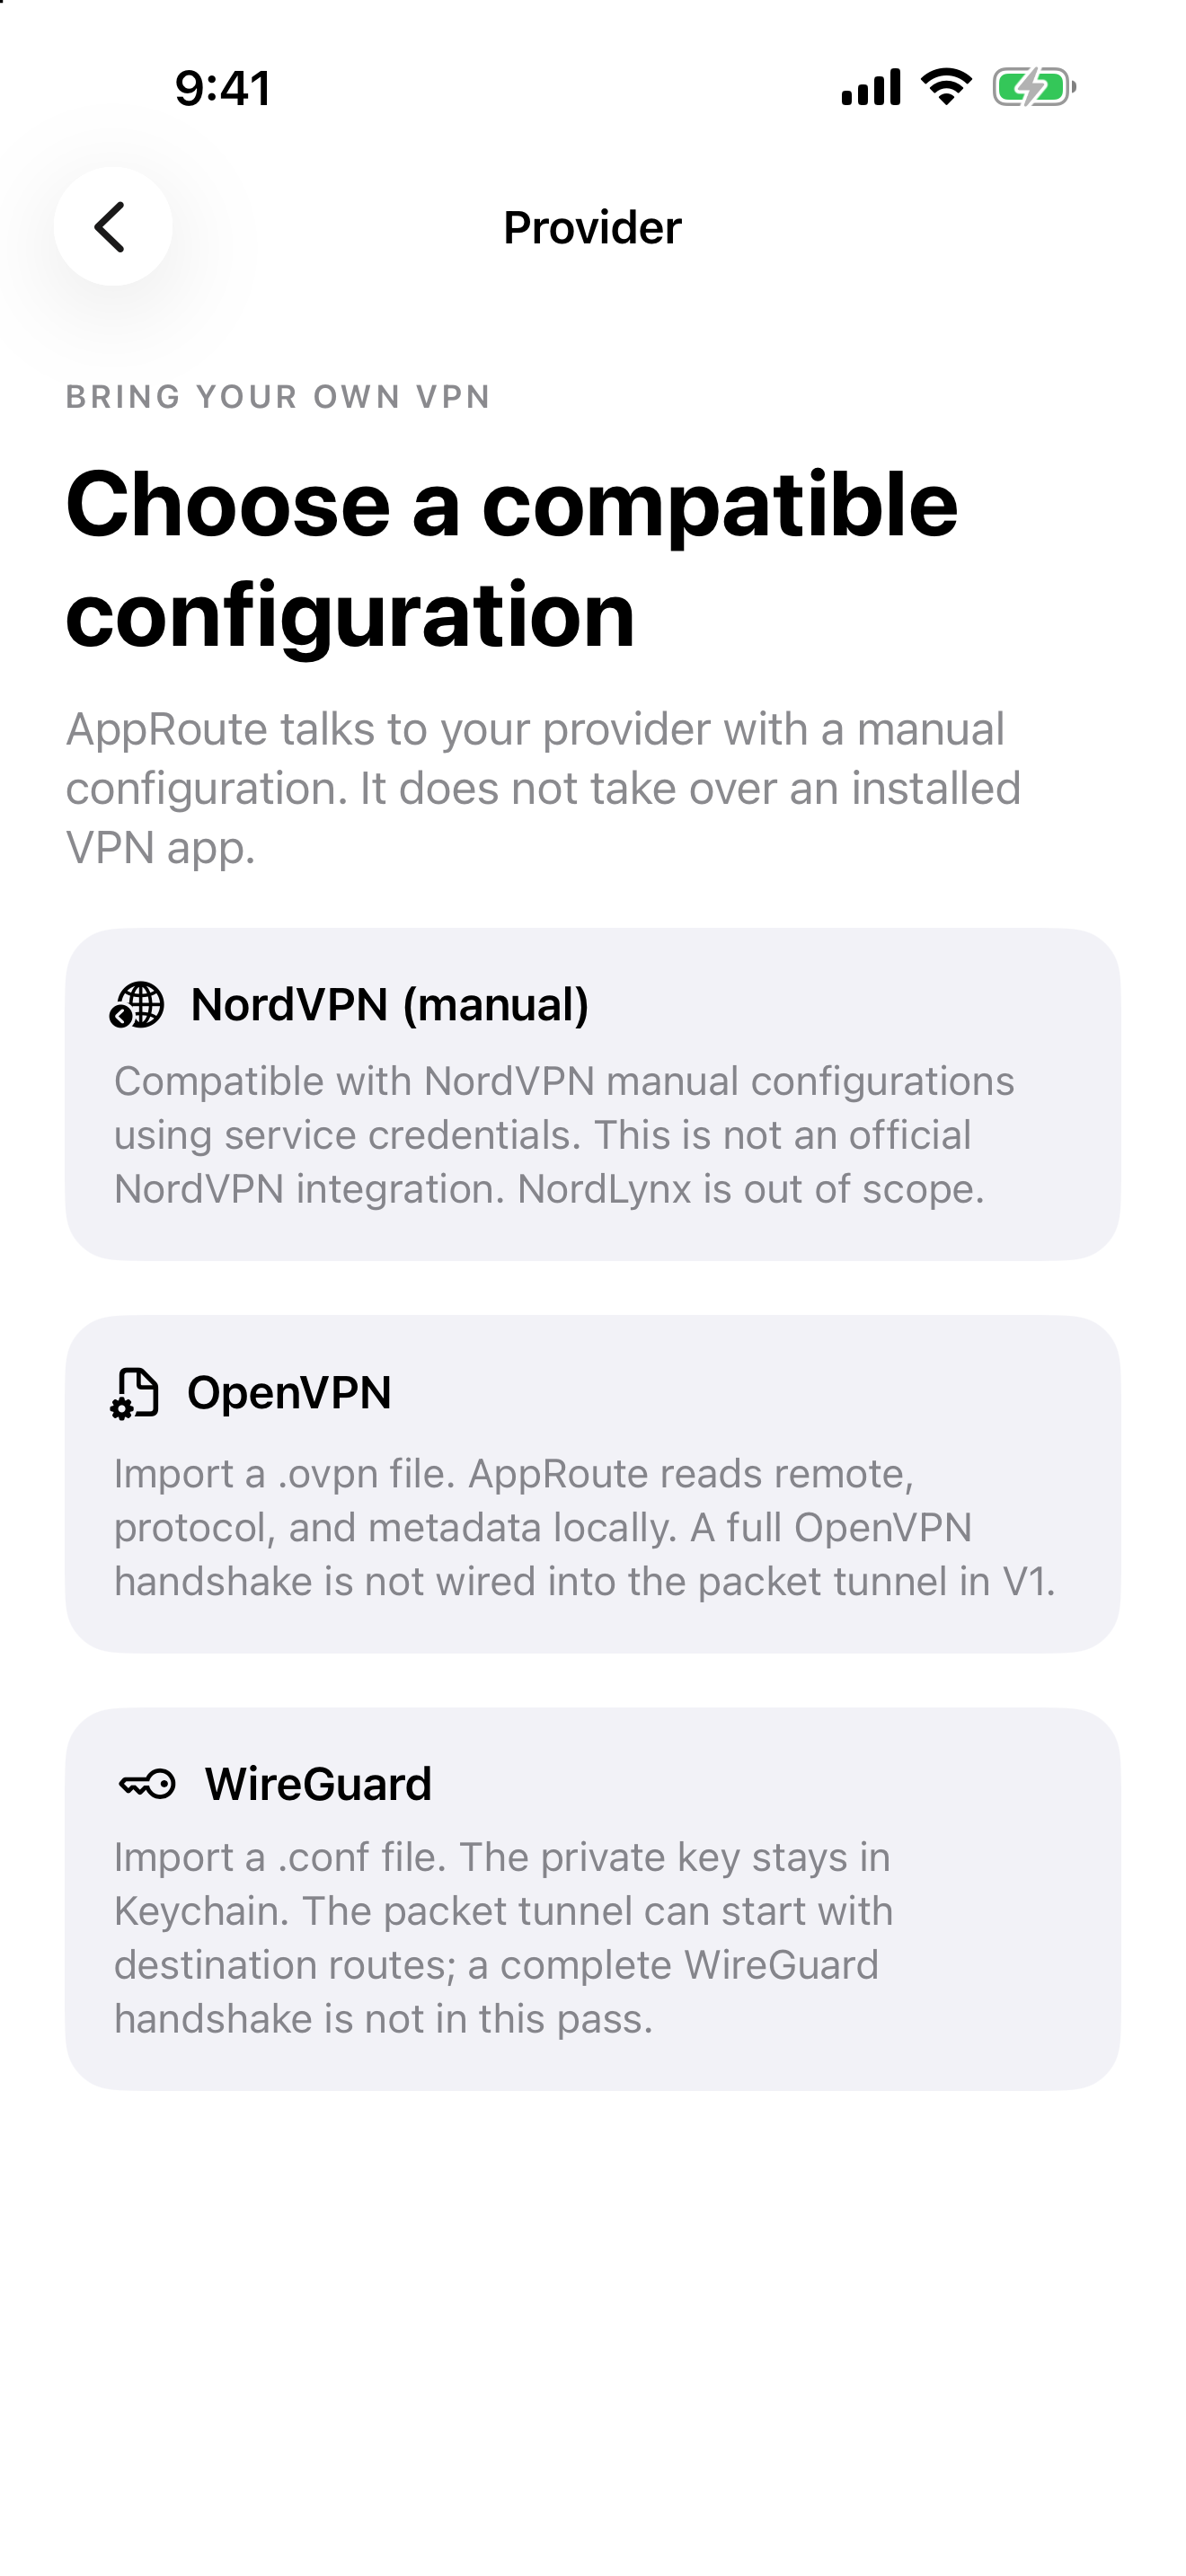 9:41
Provider
BRING YOUR OWN VPN
Choose a compatible
configuration
AppRoute talks to your provider with a manual
configuration. It does not take over an installed
VPN app.
NordVPN (manual)
Compatible with NordVPN manual configurations
using service credentials. This is not an official
NordVPN integration. NordLynx is out of scope.
OpenVPN
Import a .ovpn file. AppRoute reads remote,
protocol, and metadata locally. A full OpenVPN
handshake is not wired into the packet tunnel in V1.
WireGuard
Import a .conf file. The private key stays in
Keychain. The packet tunnel can start with
destination routes; a complete WireGuard
handshake is not in this pass.